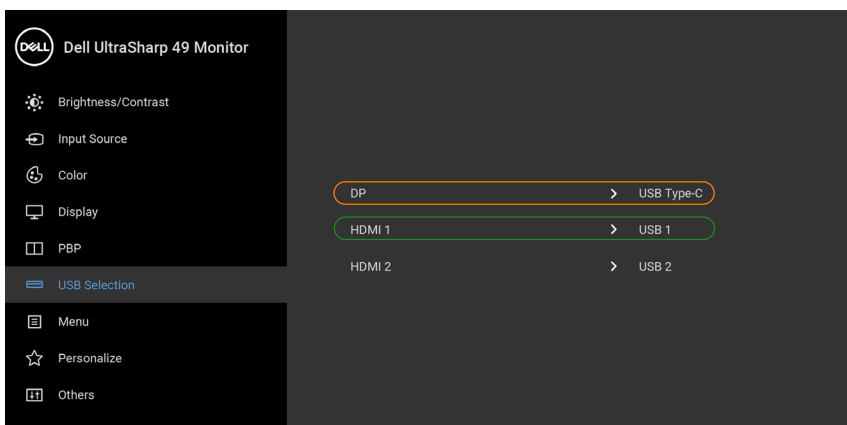 DELL Dell UltraSharp 49 Monitor
Brightness/Contrast
Input Source
Color
Display
PBP
USB Selection
Menu
Personalize
Others
DP > USB Type-C
HDMI 1 > USB 1
HDMI 2 > USB 2